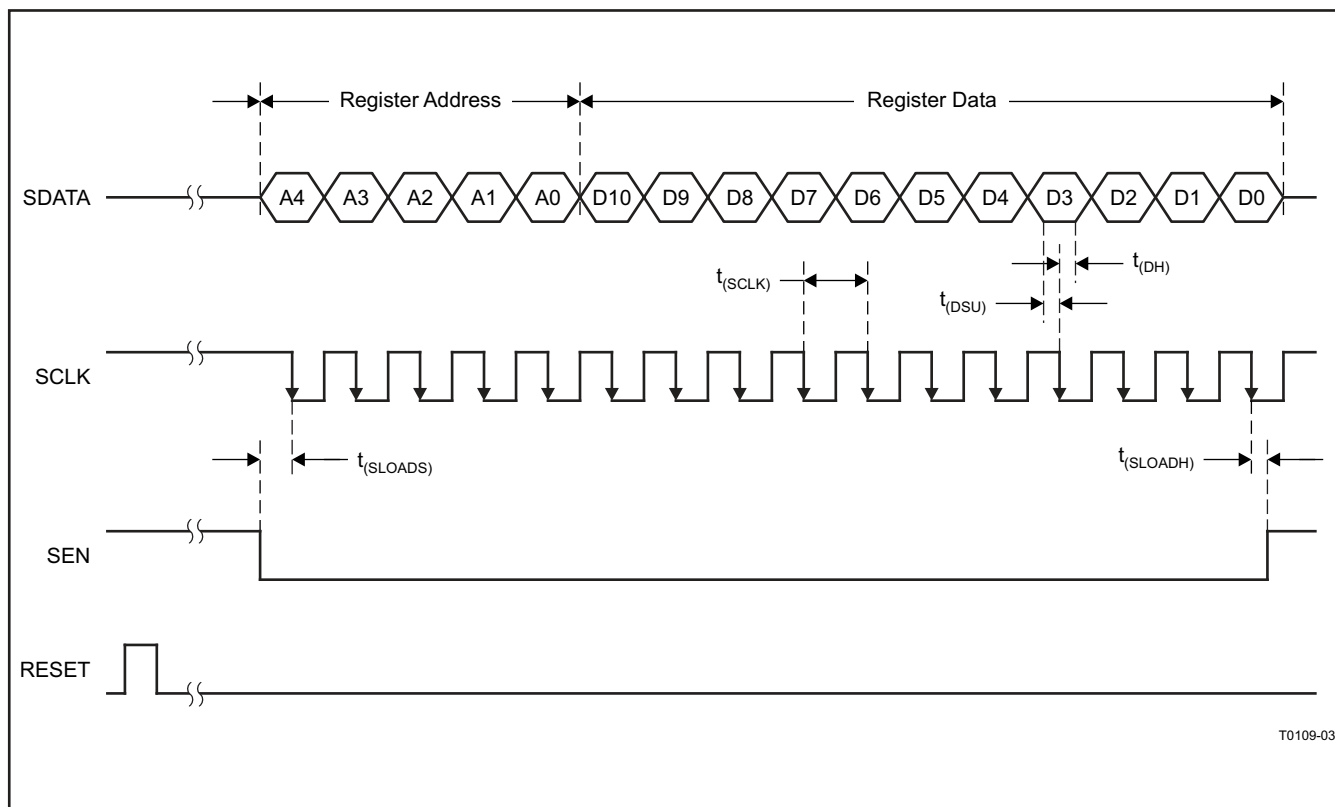 Register Address
Register Data
SDATA
A4 A3 A2 A1 A0 D10 D9 D8 D7 D6 D5 D4 D3 D2 D1 D0
t(SCLK)
t(DH)
t(DSU)
SCLK
t(SLOADS)
t(SLOADH)
SEN
RESET
T0109-03